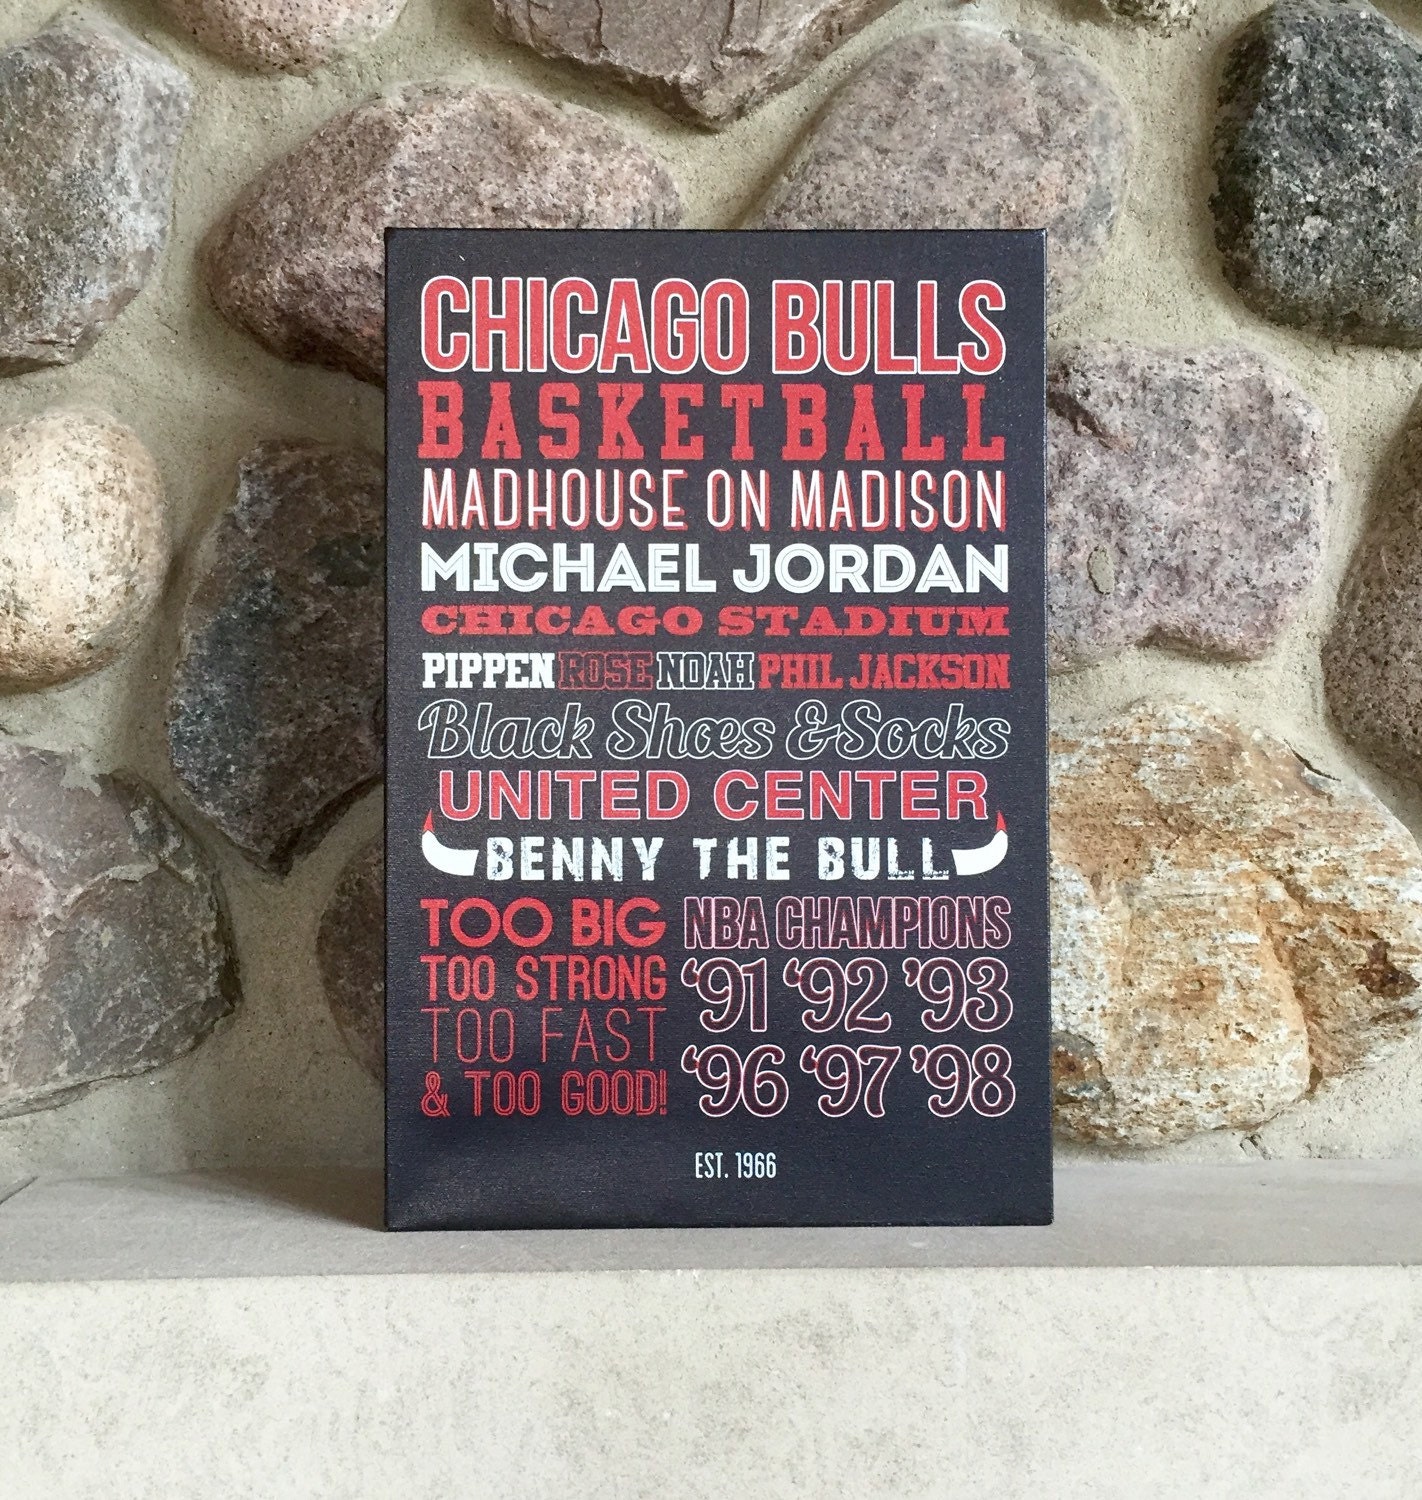 CHICAGO BULLS
BASKETBALL
MADHOUSE ON MADISON
MICHAEL JORDAN
CHICAGO STADIUM
PIPPEN ROSE NOAH PHIL JACKSON
Black Shoes & Socks
UNITED CENTER
BENNY THE BULL
TOO BIG
TOO STRONG
TOO FAST
& TOO GOOD!
NBA CHAMPIONS
‘91 ‘92 ’93
‘96 ‘97 ’98
EST. 1966